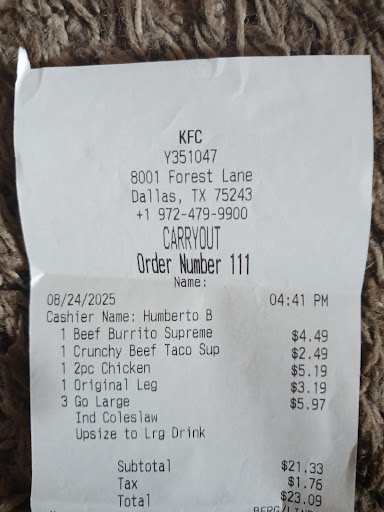 KFC
Y351047
8001 Forest Lane
Dallas, TX 75243
+1 972-479-9900
CARRYOUT
Order Number 111
Name:
08/24/2025 04:41 PM
Cashier Name: Humberto B
1 Beef Burrito Supreme $4.49
1 Crunchy Beef Taco Sup $2.49
1 2pc Chicken $5.19
1 Original Leg $3.19
3 Go Large $5.97
Ind Coleslaw
Upsize to Lrg Drink
Subtotal $21.33
Tax $1.76
Total $23.09